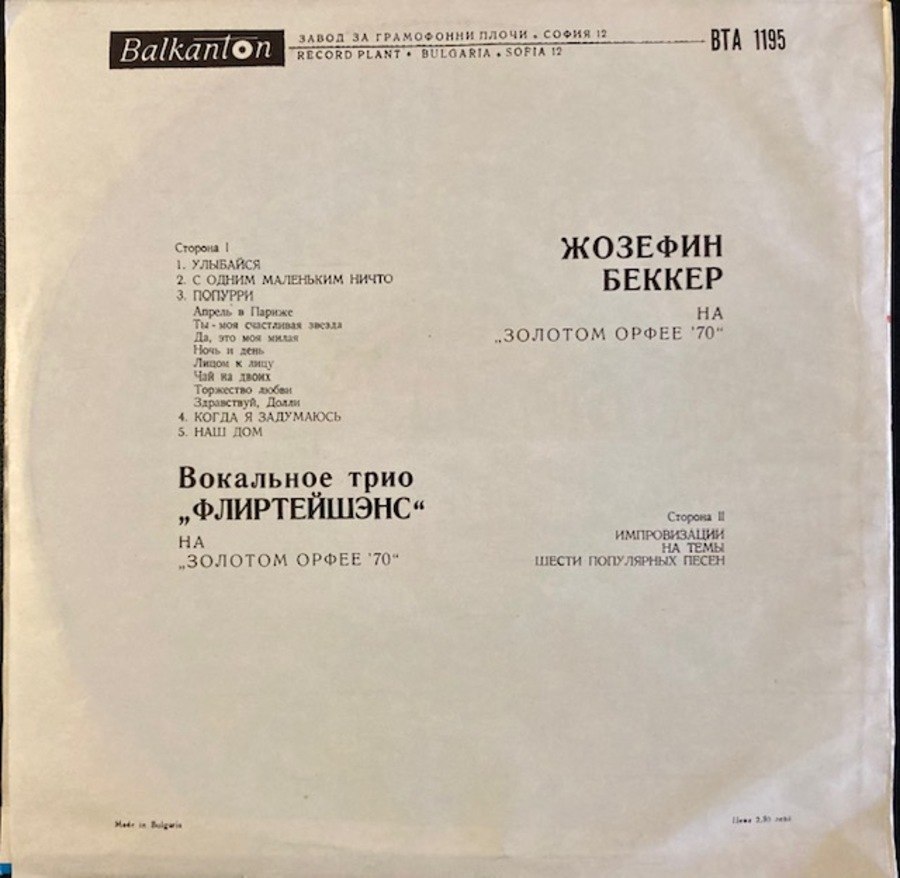 Balkanton
ЗАВОД ЗА ГРАМОФОННИ ПЛОЧИ • СОФИЯ 12
RECORD PLANT • BULGARIA • SOFIA 12
ВТА 1195
ЖОЗЕФИН
БЕККЕР
НА
„ЗОЛОТОМ ОРФЕЕ '70“
Сторона I
1. УЛЫБАЙСЯ
2. С ОДНИМ МАЛЕНЬКИМ НИЧТО
3. ПОПУРРИ
Апрель в Париже
Ты - моя счастливая звезда
Да, это моя милая
Ночь и день
Лицом к лицу
Чай на двоих
Торжество любви
Здравствуй, Долли
4. КОГДА Я ЗАДУМАЮСЬ
5. НАШ ДОМ
Вокальное трио
„ФЛИРТЕЙШЭНС“
НА
„ЗОЛОТОМ ОРФЕЕ '70“
Сторона II
ИМПРОВИЗАЦИИ
НА ТЕМЫ
ШЕСТИ ПОПУЛЯРНЫХ ПЕСЕН
Made in Bulgaria
Цена лева